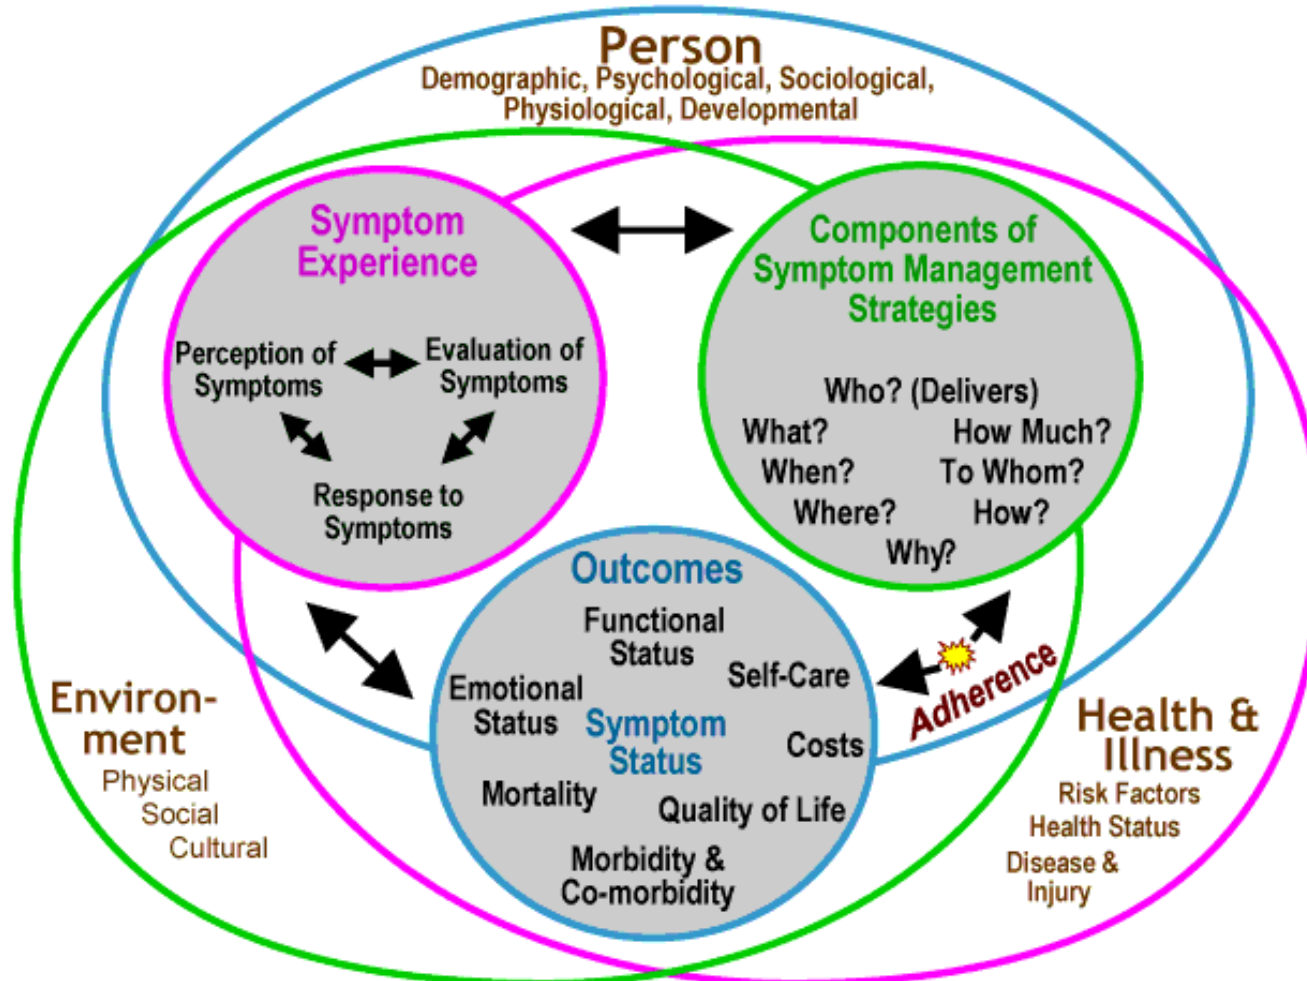 Person
Demographic, Psychological, Sociological,
Physiological, Developmental
Symptom
Experience
Perception of
Symptoms
Evaluation of
Symptoms
Response to
Symptoms
Components of
Symptom Management
Strategies
Who? (Delivers)
What?
How Much?
When?
To Whom?
Where?
How?
Why?
Outcomes
Functional
Status
Self-Care
Emotional
Status
Symptom
Status
Costs
Mortality
Quality of Life
Morbidity &
Co-morbidity
Adherence
Environ-
ment
Physical
Social
Cultural
Health &
Illness
Risk Factors
Health Status
Disease &
Injury